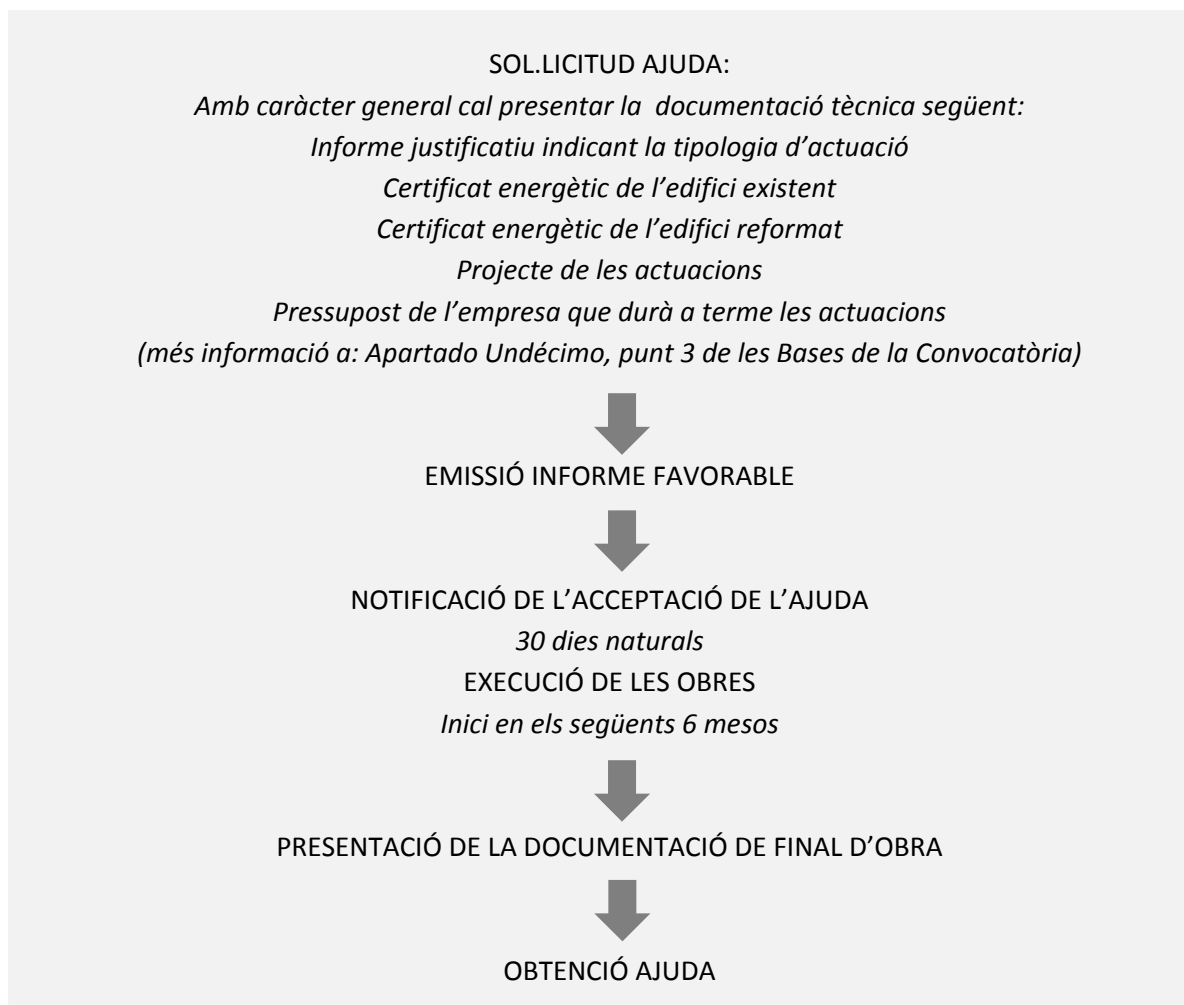 SOL.LICITUD AJUDA:
Amb caràcter general cal presentar la documentació tècnica següent:
Informe justificatiu indicant la tipologia d’actuació
Certificat energètic de l’edifici existent
Certificat energètic de l’edifici reformat
Projecte de les actuacions
Pressupost de l’empresa que durà a terme les actuacions
(més informació a: Apartado Undécimo, punt 3 de les Bases de la Convocatòria)
EMISSIÓ INFORME FAVORABLE
NOTIFICACIÓ DE L’ACCEPTACIÓ DE L’AJUDA
30 dies naturals
EXECUCIÓ DE LES OBRES
Inici en els següents 6 mesos
PRESENTACIÓ DE LA DOCUMENTACIÓ DE FINAL D’OBRA
OBTENCIÓ AJUDA